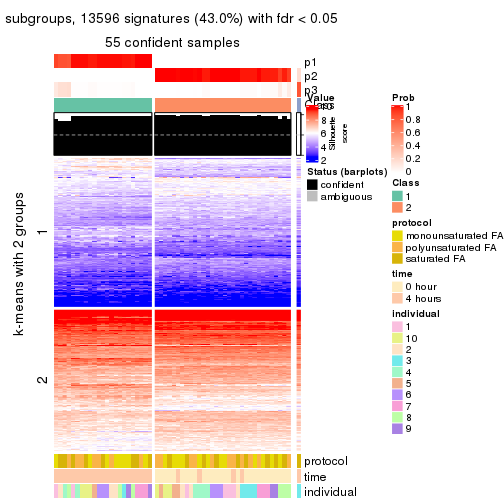 subgroups, 13596 signatures (43.0%) with fdr < 0.05
55 confident samples
p1
p2
p3
Class
k-means with 2 groups
1
2
protocol
time
individual
Value
10
8
6
4
2
Silhouette
score
Status (barplots)
confident
ambiguous
Prob
1
0.8
0.6
0.4
0.2
0
Class
1
2
protocol
monounsaturated FA
polyunsaturated FA
saturated FA
time
0 hour
4 hours
individual
1
10
2
3
4
5
6
7
8
9